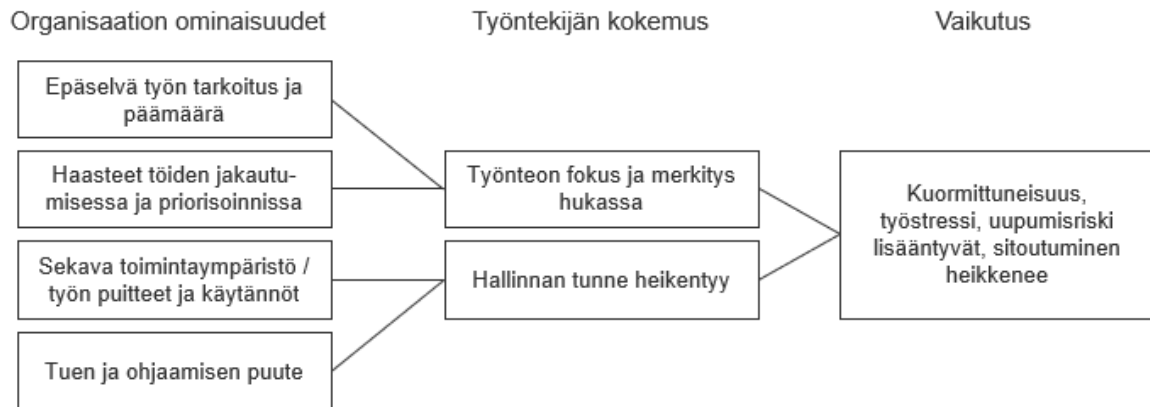 Organisaation ominaisuudet
Työntekijän kokemus
Vaikutus
Epäselvä työn tarkoitus ja
päämäärä
Haasteet töiden jakautu-
misessa ja priorisoinnissa
Sekava toimintaympäristö /
työn puitteet ja käytännöt
Tuen ja ohjaamisen puute
Työnteon fokus ja merkitys
hukassa
Hallinnan tunne heikentyy
Kuormittuneisuus,
työstressi, uupumisriski
lisääntyvät, sitoutuminen
heikkenee